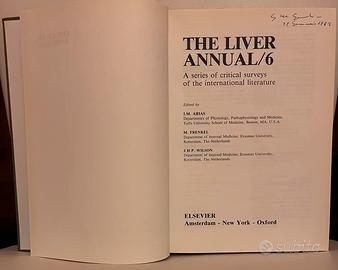 THE LIVER
ANNUAL/6
A series of critical surveys
of the international literature
Edited by
I.M. ARIAS
Departments of Physiology, Pathophysiology and Medicine,
Tufts University School of Medicine, Boston, MA, U.S.A.
M. FRENKEL
Department of Internal Medicine, Erasmus University,
Rotterdam, The Netherlands
J.H.P. WILSON
Department of Internal Medicine, Erasmus University,
Rotterdam, The Netherlands
ELSEVIER
Amsterdam - New York - Oxford
subito